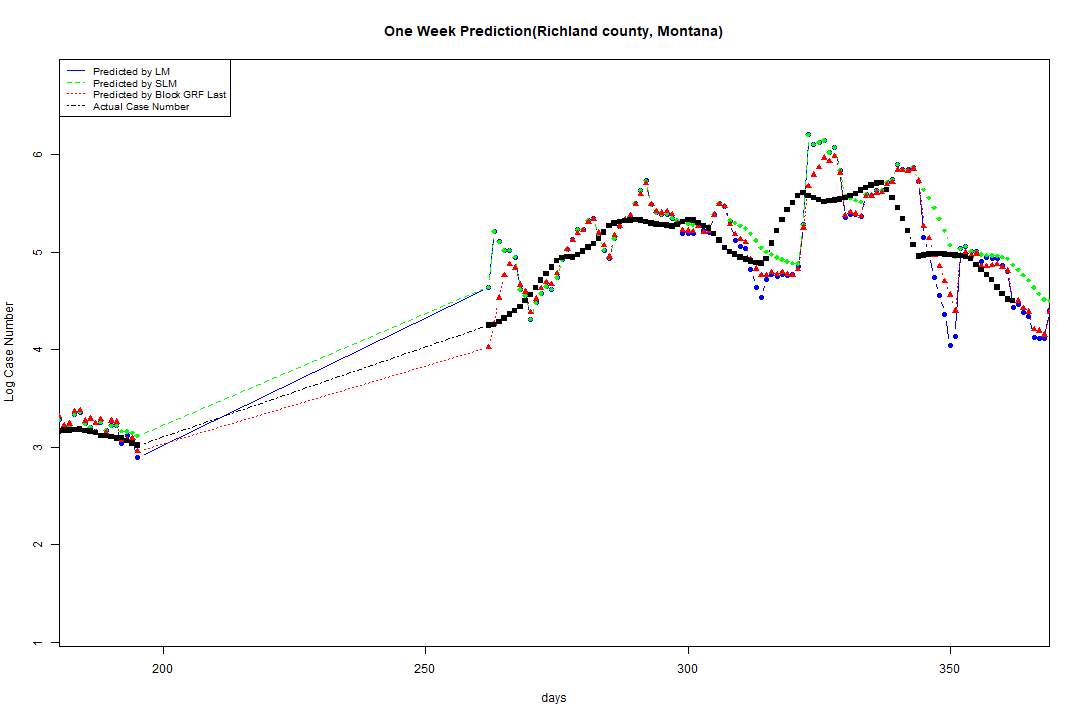 One Week Prediction(Richland county, Montana)
Predicted by LM
Predicted by SLM
Predicted by Block GRF Last
Actual Case Number
Log Case Number
6
5
4
3
2
1
200 250 300 350
days